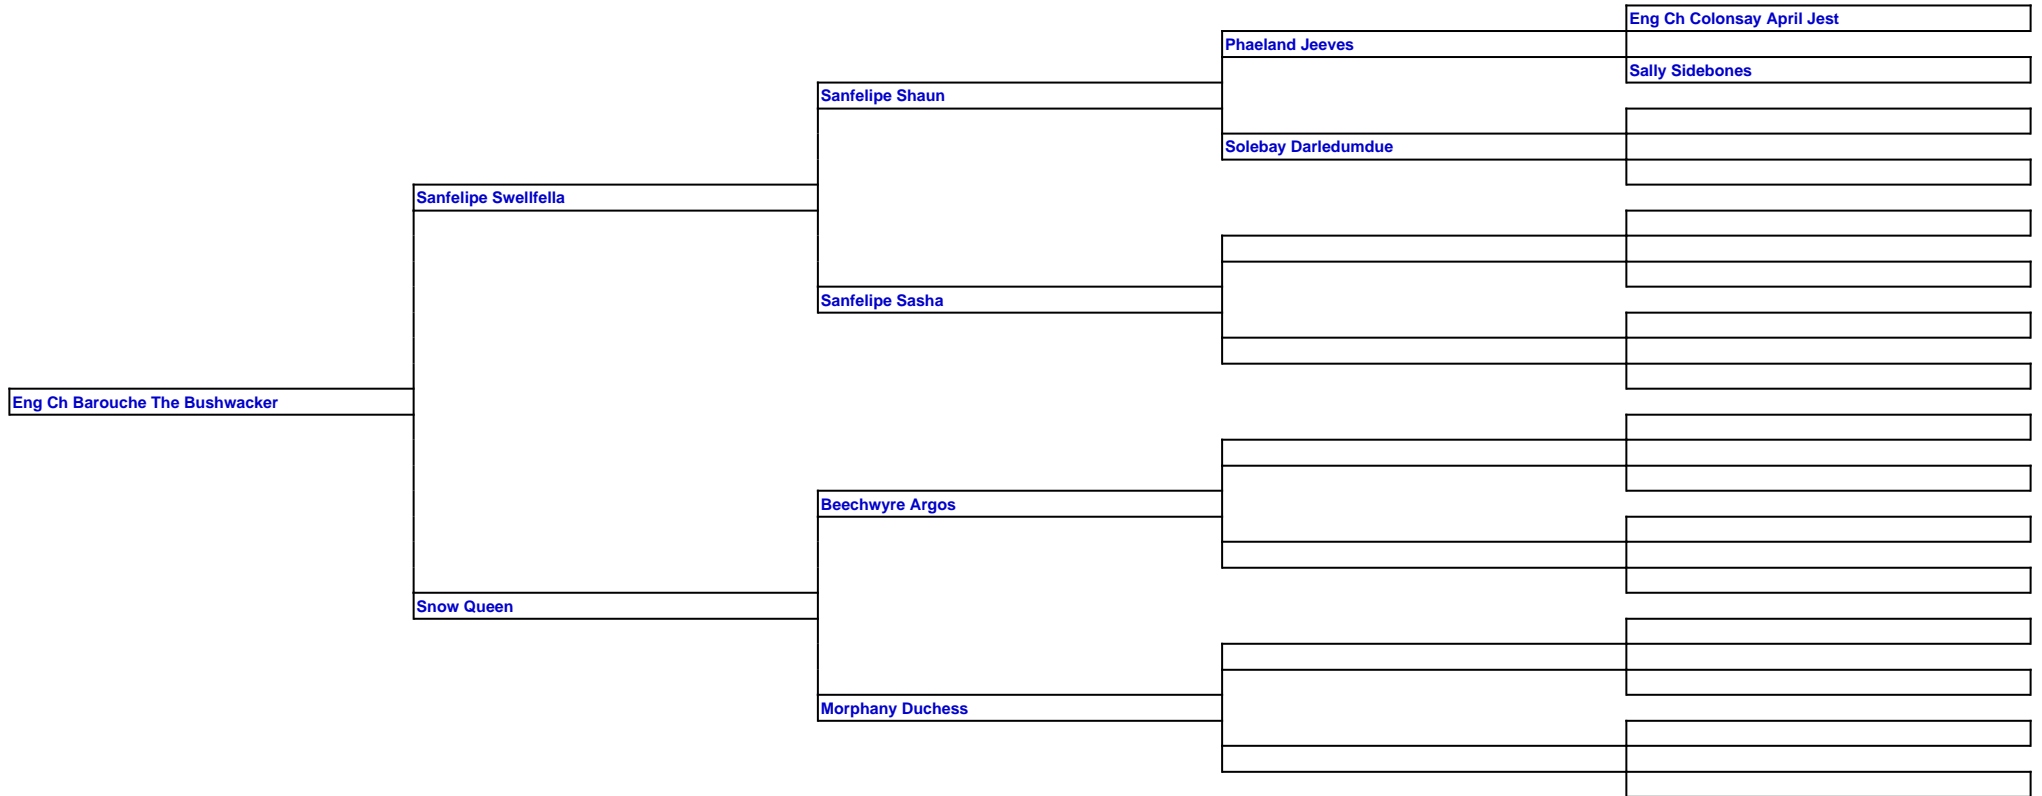 Eng Ch Colonsay April Jest
Phaeland Jeeves
Sally Sidebones
Sanfelipe Shaun
Solebay Darledumdue
Sanfelipe Swellfella
Sanfelipe Sasha
Eng Ch Barouche The Bushwacker
Beechwyre Argos
Snow Queen
Morphany Duchess